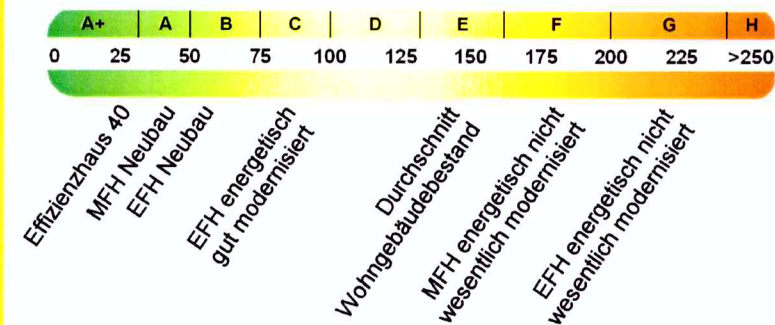 A+ A B C D E F G H
0 25 50 75 100 125 150 175 200 225 >250
Effizienzhaus 40
MFH Neubau
EFH Neubau
EFH energetisch
gut modernisiert
Durchschnitt
Wohngebäudebestand
MFH energetisch nicht
wesentlich modernisiert
EFH energetisch nicht
wesentlich modernisiert